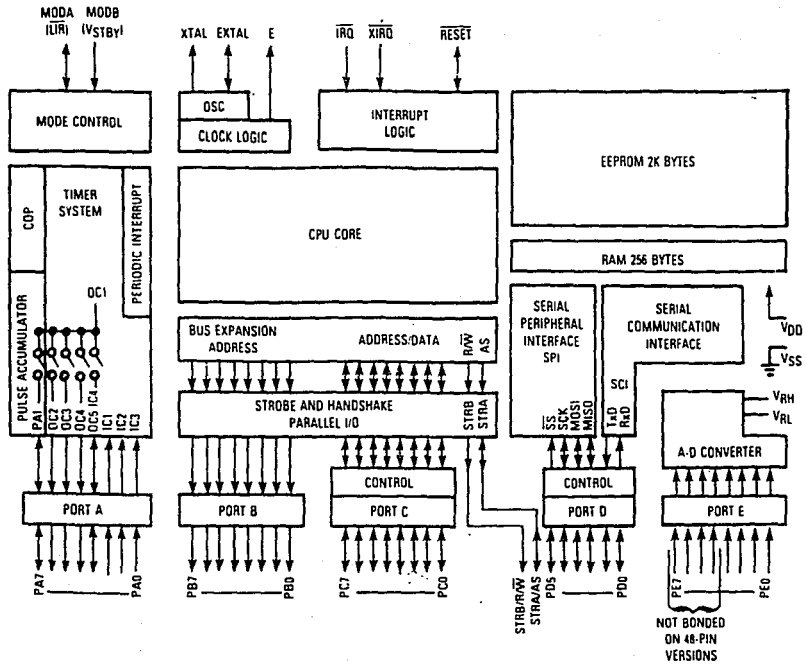 MODA
(LIR)
MODB
(VSTBY)
XTAL
EXTAL
E
IRQ
XIRQ
RESET
MODE CONTROL
OSC
CLOCK LOGIC
INTERRUPT
LOGIC
EEPROM 2K BYTES
COP
TIMER
SYSTEM
PERIODIC INTERRUPT
CPU CORE
RAM 256 BYTES
PULSE ACCUMULATOR
OC1
PA1
OC2
OC3
OC4
OC5 IC4
IC1
IC2
IC3
BUS EXPANSION
ADDRESS
ADDRESS/DATA
R/W
AS
STROBE AND HANDSHAKE
PARALLEL I/O
STRB
STRA
SERIAL
PERIPHERAL
INTERFACE
SPI
SS
SCK
MOSI
MISO
SERIAL
COMMUNICATION
INTERFACE
SCI
TxD
RxD
VDD
VSS
VRH
VRL
A-D CONVERTER
CONTROL
CONTROL
PORT A
PORT B
PORT C
PORT D
PORT E
PA7
PA0
PB7
PB0
PC7
PC0
STRB/R/W
STRA/AS
PD5
PD0
PE7
PE0
NOT BONDED
ON 48-PIN
VERSIONS